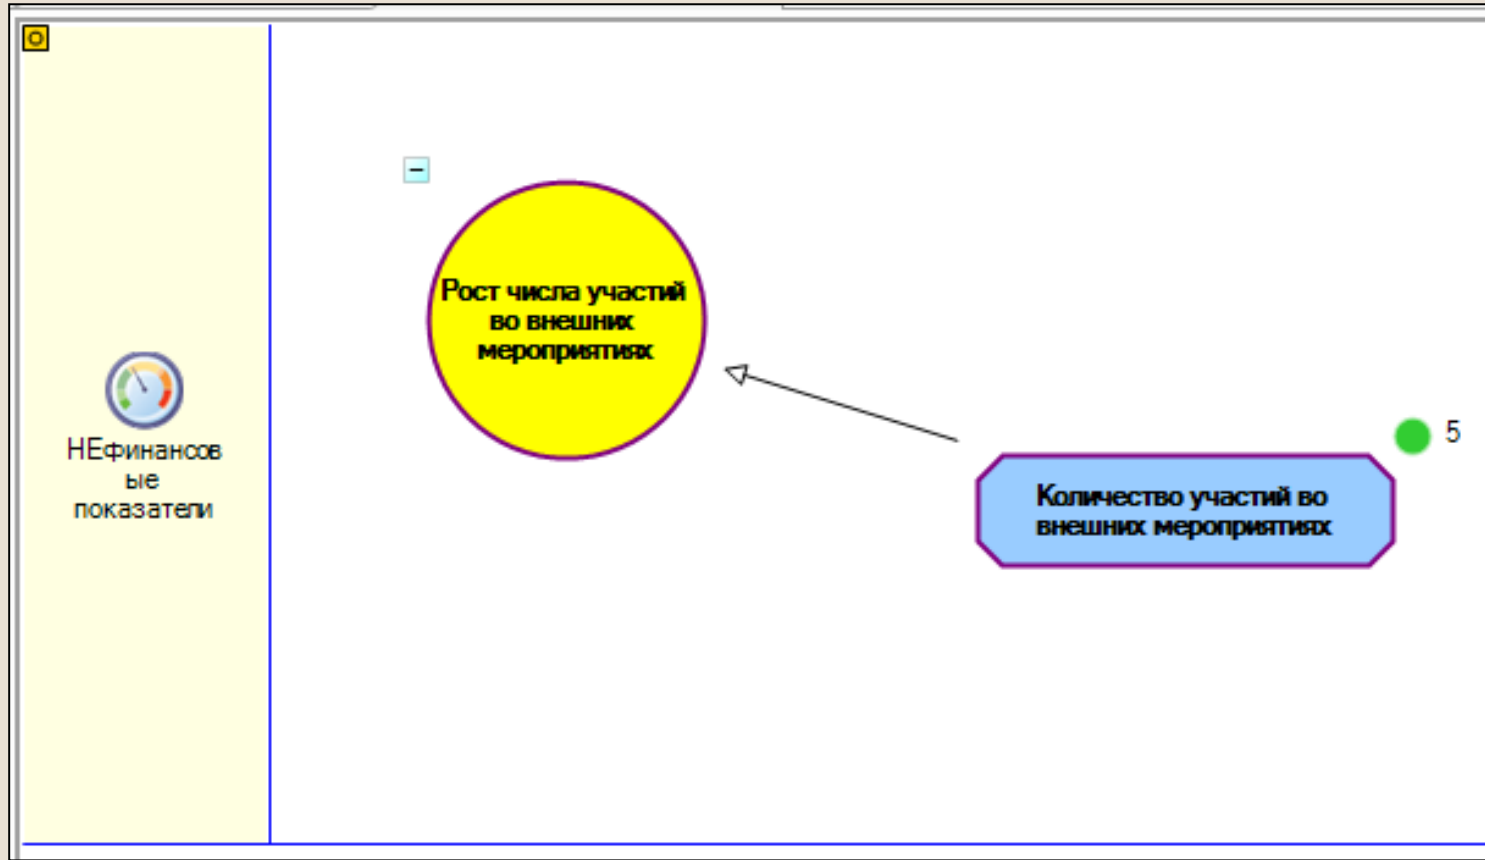 Рост числа участий
во внешних
мероприятиях
НЕфинансов
ые
показатели
5
Количество участий во
внешних мероприятиях